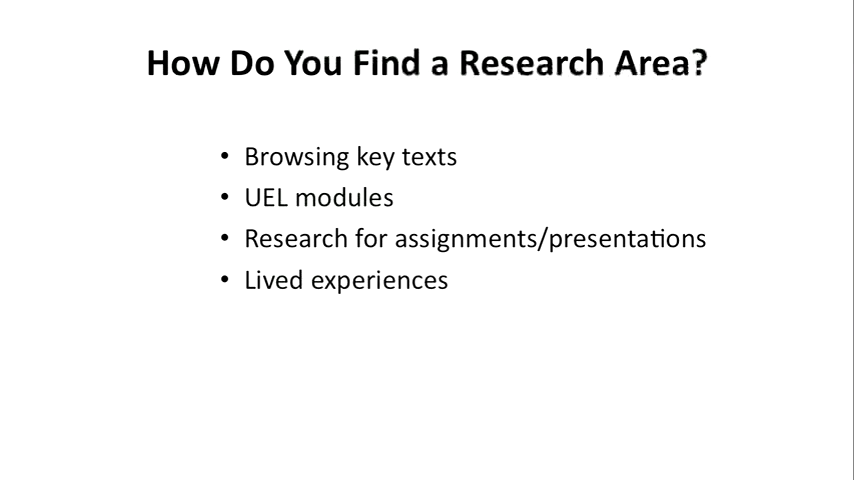 How Do You Find a Research Area?
• Browsing key texts
• UEL modules
• Research for assignments/presentations
• Lived experiences